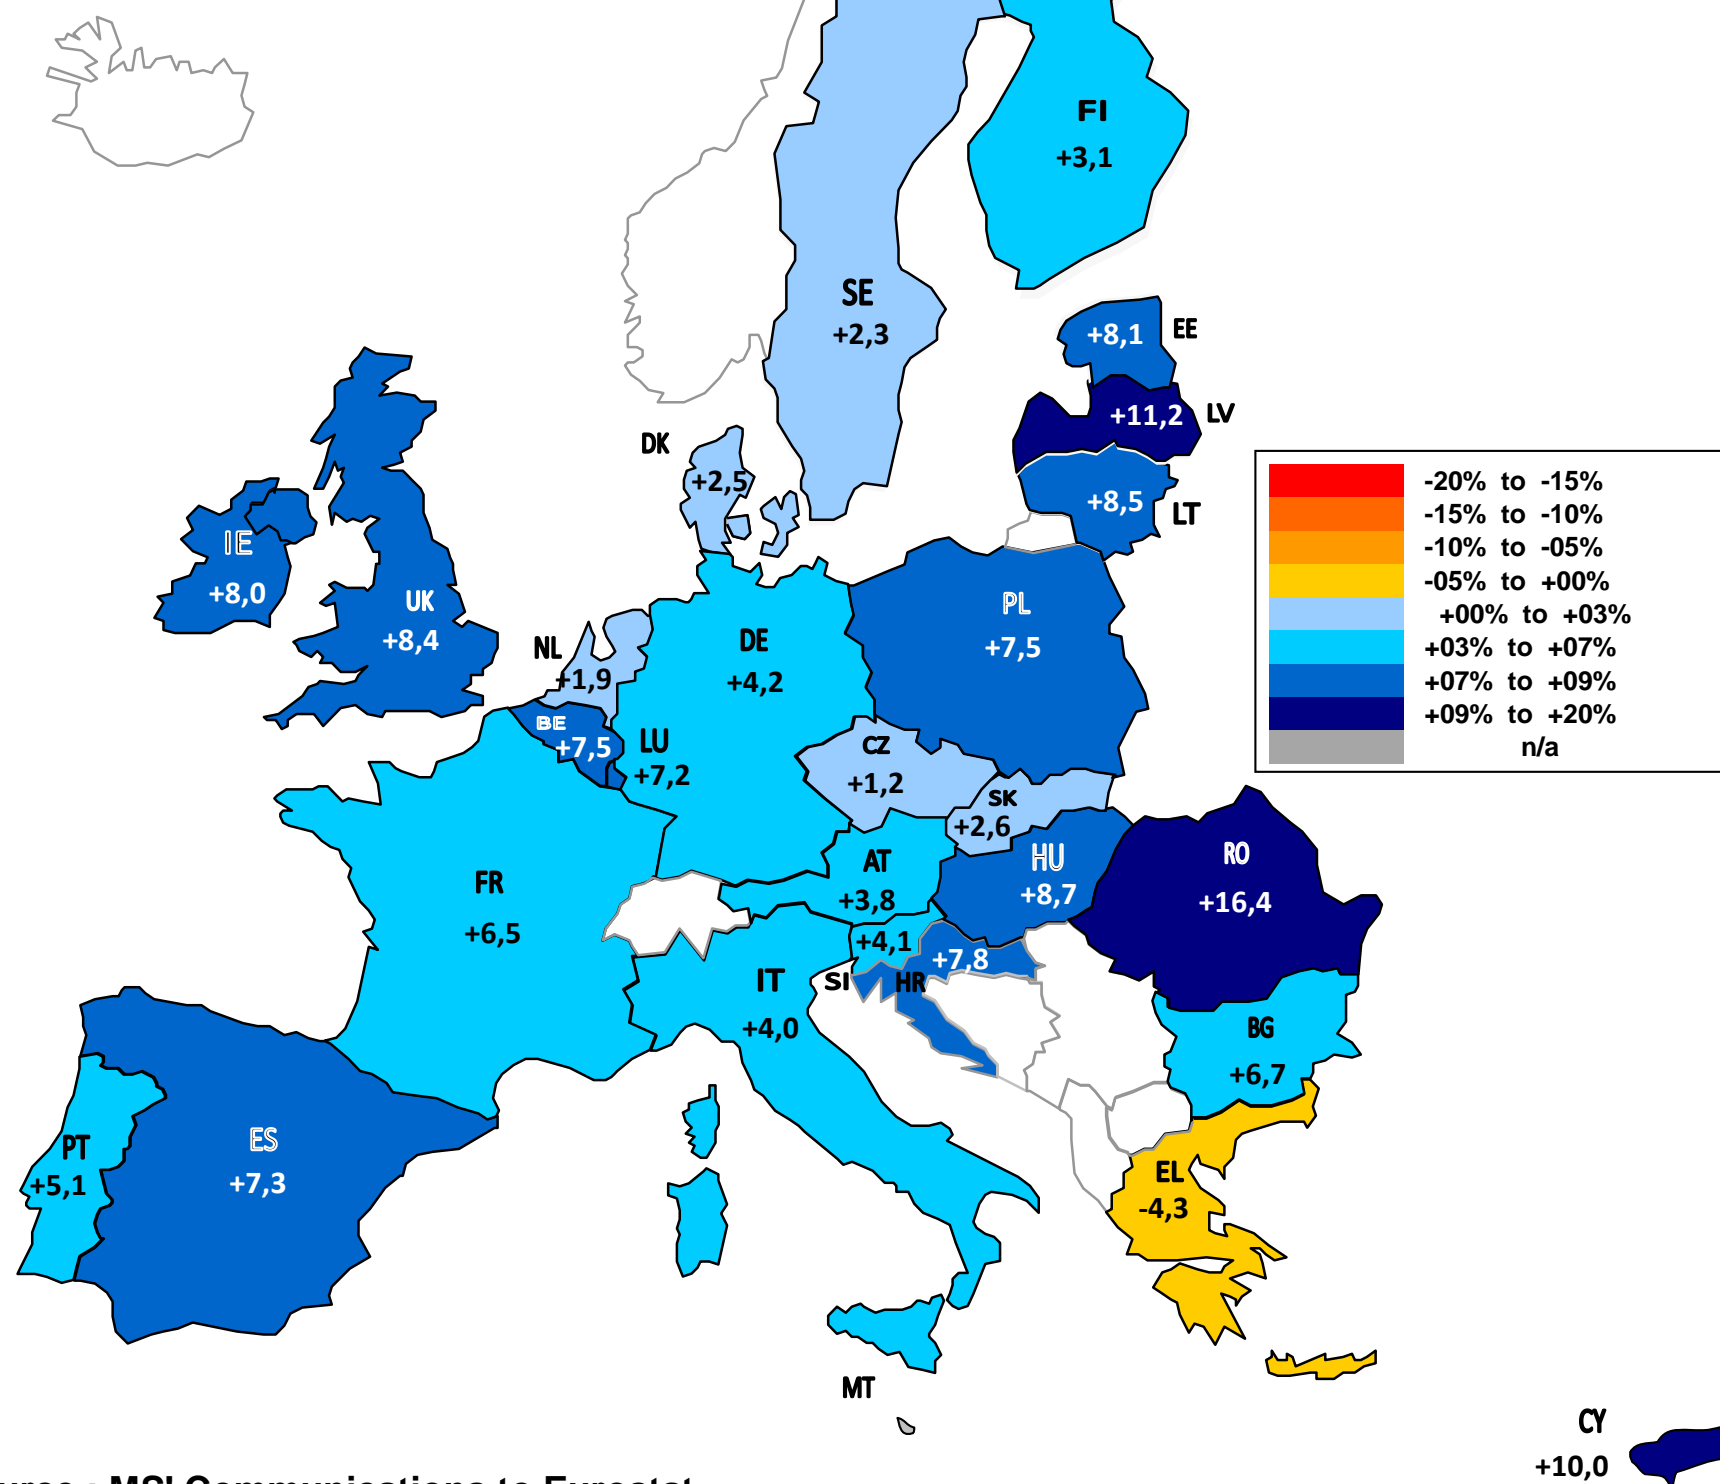 FI
+3,1
SE
+2,3
+8,1 EE
+11,2 LV
DK
+2,5
+8,5 LT
-20% to -15%
-15% to -10%
-10% to -05%
-05% to +00%
+00% to +03%
+03% to +07%
+07% to +09%
+09% to +20%
n/a
IE
+8,0
UK
+8,4
NL
+1,9
DE
+4,2
PL
+7,5
BE
+7,5
LU
+7,2
CZ
+1,2
SK
+2,6
FR
+6,5
AT
+3,8
HU
+8,7
RO
+16,4
+4,1
SI
+7,8
HR
IT
+4,0
BG
+6,7
PT
+5,1
ES
+7,3
EL
-4,3
MT
CY
+10,0
MS' Communications to Eurostat